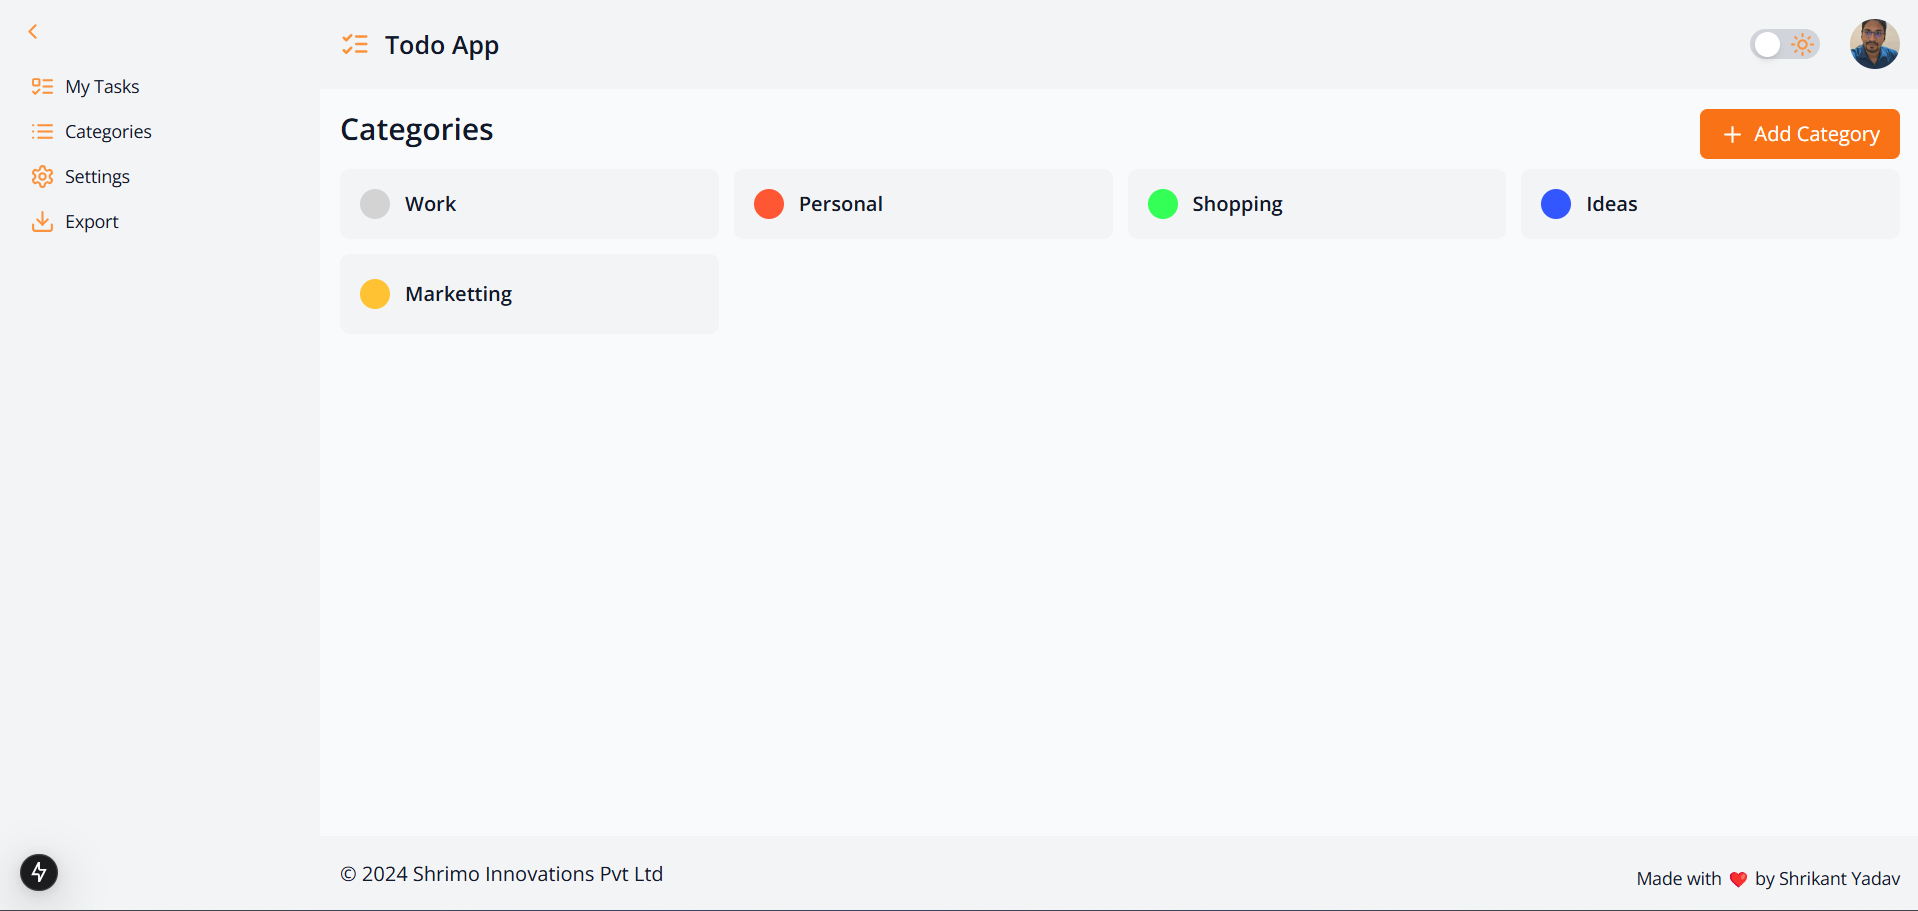 My Tasks
Categories
Settings
Export
Todo App
Categories
Add Category
Work
Personal
Shopping
Ideas
Marketting
© 2024 Shrimo Innovations Pvt Ltd
Made with ❤️ by Shrikant Yadav